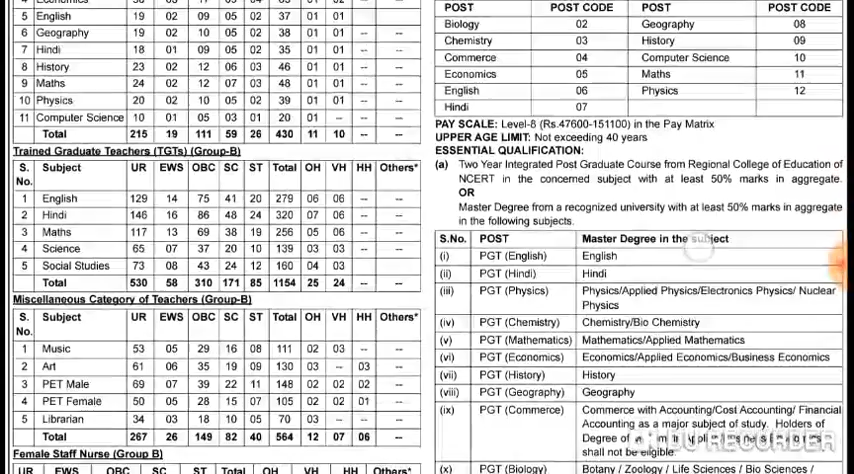 5 English 19 02 09 05 02 37 01 01
6 Geography 19 02 10 05 02 38 01 01 -- --
7 Hindi 18 01 09 05 02 35 01 01 -- --
8 History 23 02 12 06 03 46 01 01 -- --
9 Maths 24 02 12 07 03 48 01 01 -- --
10 Physics 20 02 10 05 02 39 01 01 -- --
11 Computer Science 10 01 05 03 01 20 01 -- -- --
Total 215 19 111 59 26 430 11 10 -- --
Trained Graduate Teachers (TGTs) (Group-B)
S. No. Subject UR EWS OBC SC ST Total OH VH HH Others*
1 English 129 14 75 41 20 279 06 06 -- --
2 Hindi 146 16 86 48 24 320 07 06 -- --
3 Maths 117 13 69 38 19 256 05 06 -- --
4 Science 65 07 37 20 10 139 03 03 -- --
5 Social Studies 73 08 43 24 12 160 04 03
Total 530 58 310 171 85 1154 25 24 -- --
Miscellaneous Category of Teachers (Group-B)
S. No. Subject UR EWS OBC SC ST Total OH VH HH Others*
1 Music 53 05 29 16 08 111 02 03 -- --
2 Art 61 06 35 19 09 130 03 -- 03 --
3 PET Male 69 07 39 22 11 148 02 02 02 --
4 PET Female 50 05 28 15 07 105 02 02 01 --
5 Librarian 34 03 18 10 05 70 03 -- -- --
Total 267 26 149 82 40 564 12 07 06 --
Female Staff Nurse (Group B)
UR EWS OBC SC ST Total OH VH HH Others*
POST POST CODE POST POST CODE
Biology 02 Geography 08
Chemistry 03 History 09
Commerce 04 Computer Science 10
Economics 05 Maths 11
English 06 Physics 12
Hindi 07
PAY SCALE: Level-8 (Rs.47600-151100) in the Pay Matrix
UPPER AGE LIMIT: Not exceeding 40 years
ESSENTIAL QUALIFICATION:
(a) Two Year Integrated Post Graduate Course from Regional College of Education of
NCERT in the concerned subject with at least 50% marks in aggregate.
OR
Master Degree from a recognized university with at least 50% marks in aggregate
in the following subjects.
S.No. POST Master Degree in the subject
(i) PGT (English) English
(ii) PGT (Hindi) Hindi
(iii) PGT (Physics) Physics/Applied Physics/Electronics Physics/ Nuclear
Physics
(iv) PGT (Chemistry) Chemistry/Bio Chemistry
(v) PGT (Mathematics) Mathematics/Applied Mathematics
(vi) PGT (Economics) Economics/Applied Economics/Business Economics
(vii) PGT (History) History
(viii) PGT (Geography) Geography
(ix) PGT (Commerce) Commerce with Accounting/Cost Accounting/ Financial
Accounting as a major subject of study. Holders of
Degree of
shall not be eligible.
(x) PGT (Biology) Botany / Zoology / Life Sciences / Bio Sciences /
DU RECORDER